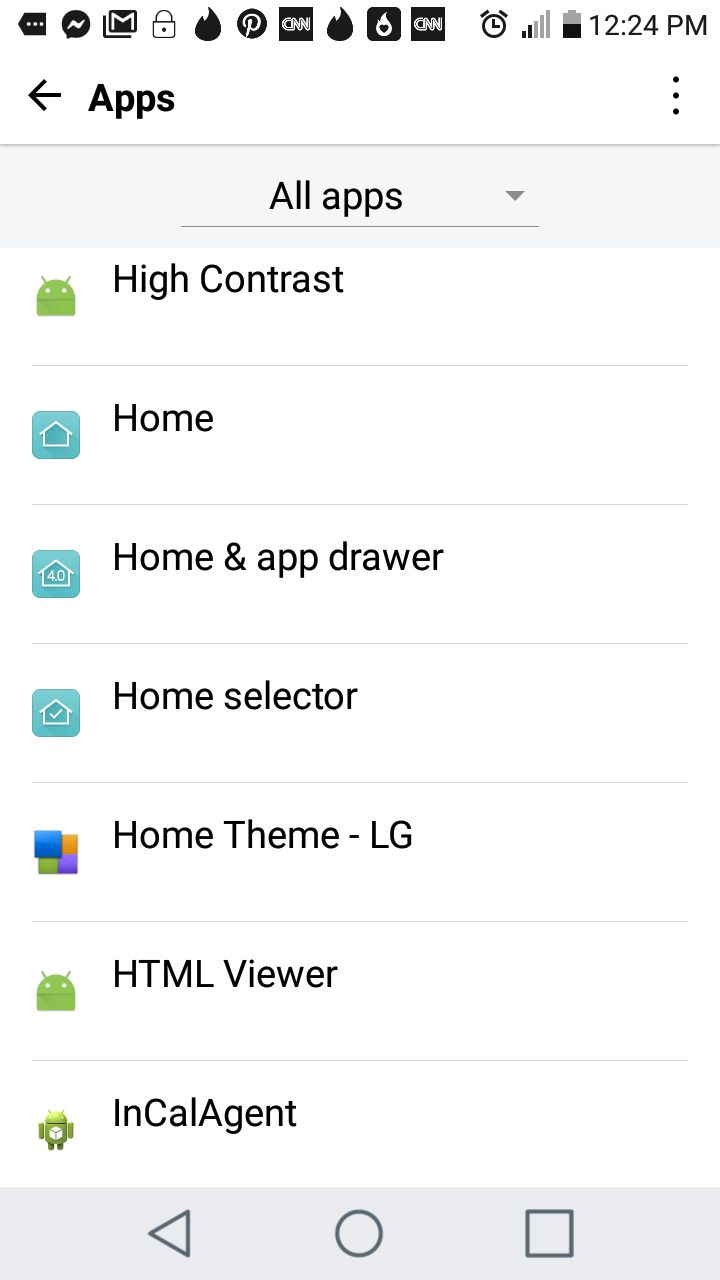 CNN CNN 12:24 PM
Apps
All apps
High Contrast
Home
4.0 Home & app drawer
Home selector
Home Theme - LG
HTML Viewer
InCalAgent